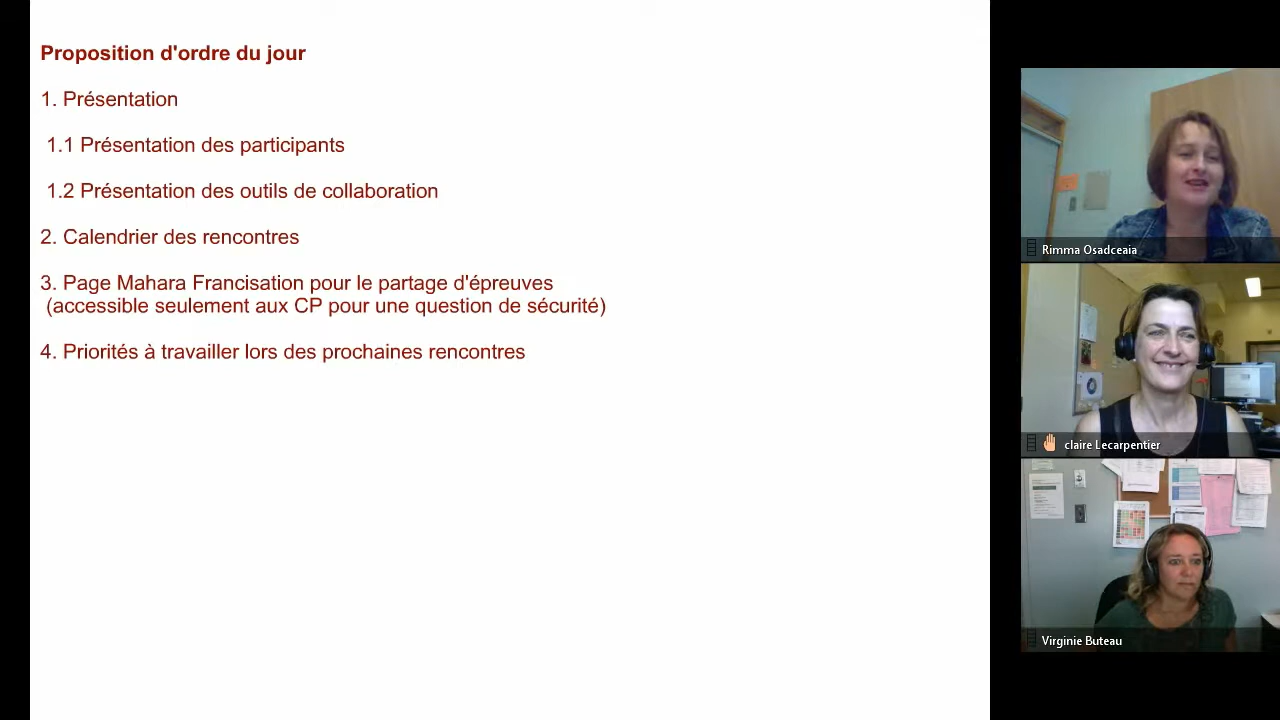 Proposition d'ordre du jour
1. Présentation
1.1 Présentation des participants
1.2 Présentation des outils de collaboration
2. Calendrier des rencontres
3. Page Mahara Francisation pour le partage d'épreuves
(accessible seulement aux CP pour une question de sécurité)
4. Priorités à travailler lors des prochaines rencontres
Rimma Osadceaia
claire Lecarpentier
Virginie Buteau